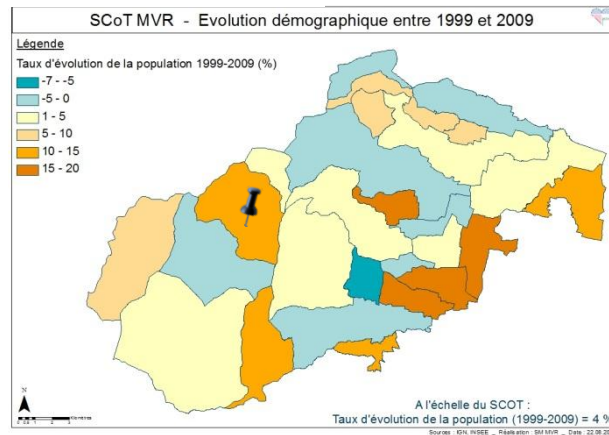 SCoT MVR - Evolution démographique entre 1999 et 2009
Légende
Taux d'évolution de la population 1999-2009 (%)
-7 - -5
-5 - 0
1 - 5
5 - 10
10 - 15
15 - 20
N
A l'échelle du SCOT :
Taux d'évolution de la population (1999-2009) = 4 %
Sources : IGN, INSEE _ Réalisation : SM MVR _ Date : 22.08.20